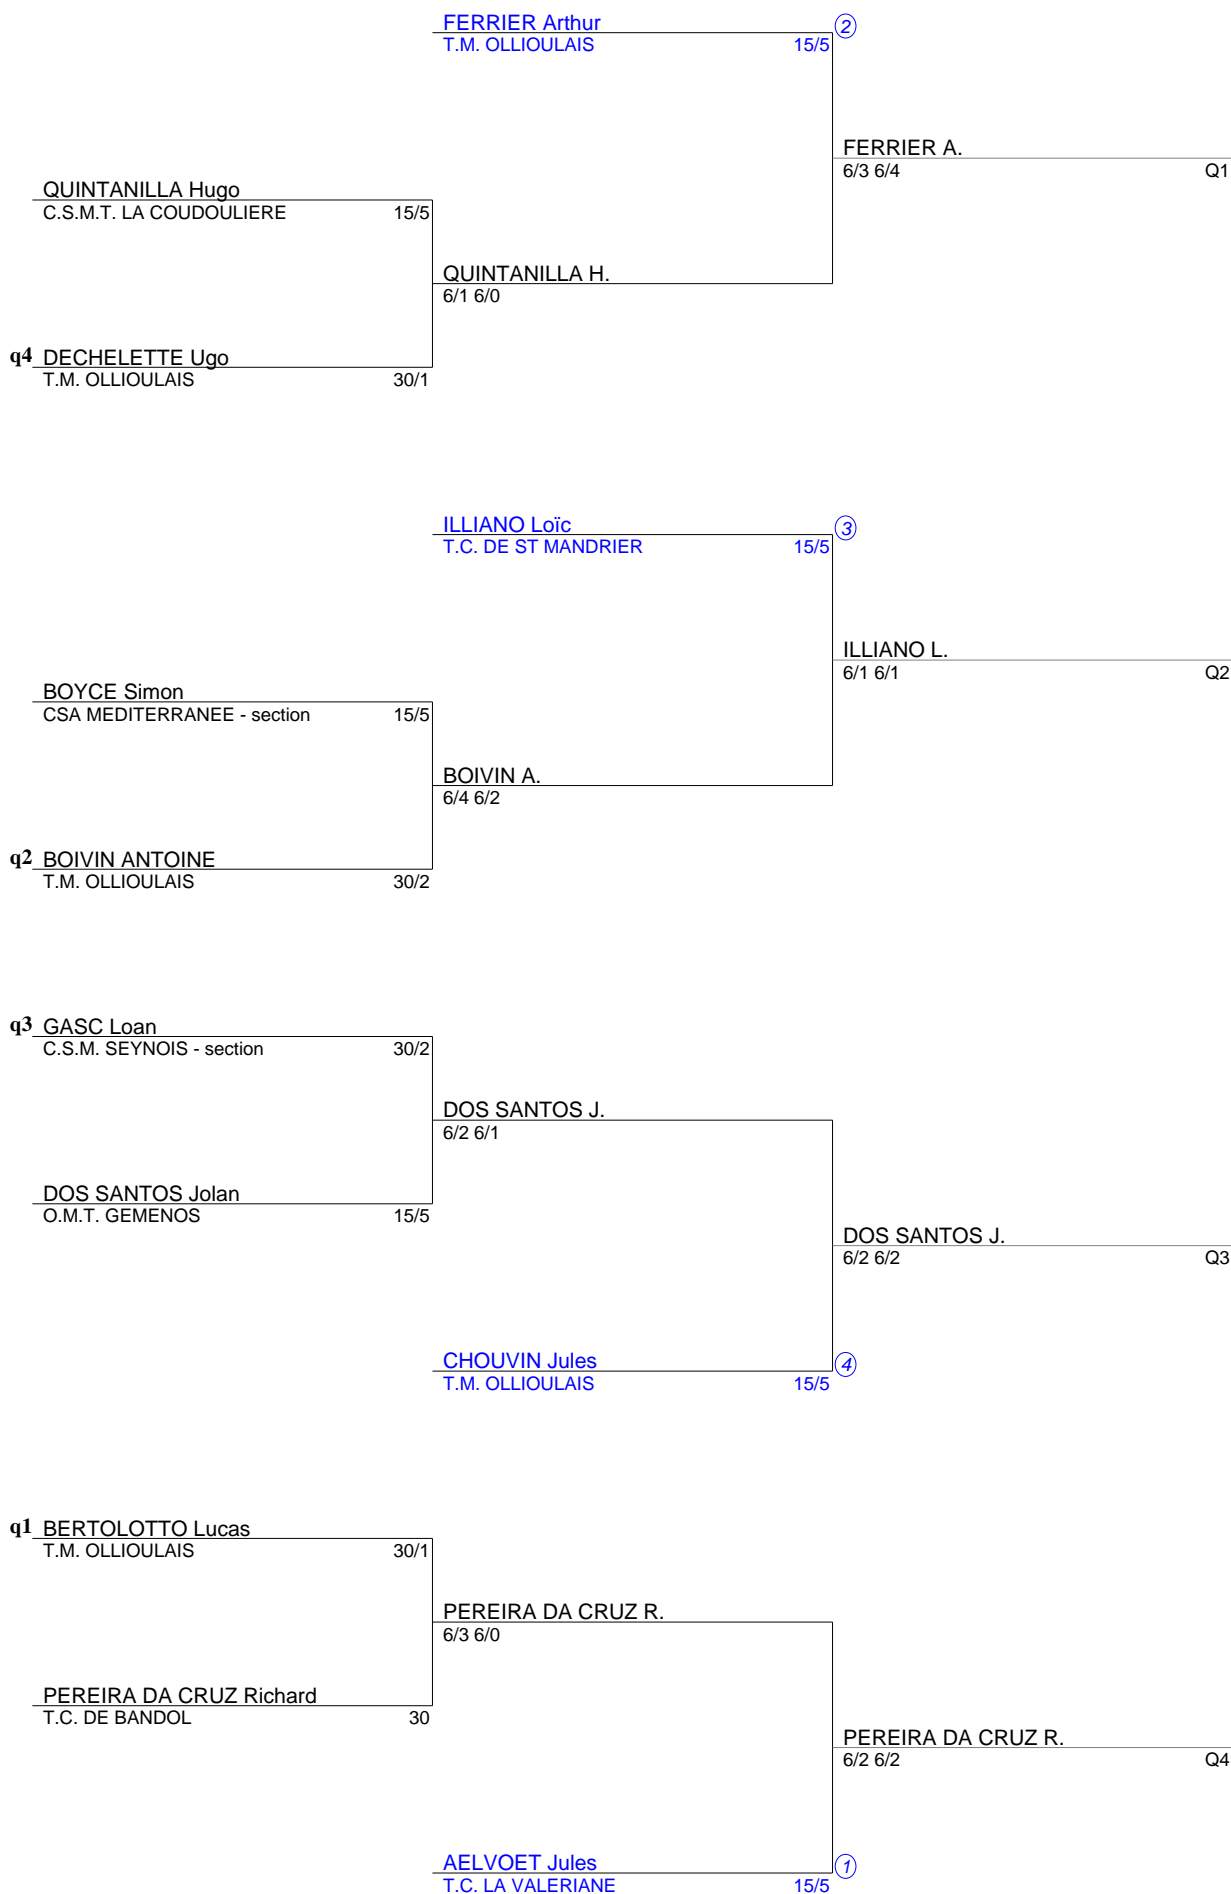 FERRIER Arthur
2
T.M. OLLIOULAIS 15/5
FERRIER A.
6/3 6/4 Q1
QUINTANILLA Hugo
C.S.M.T. LA COUDOULIERE 15/5
QUINTANILLA H.
6/1 6/0
q4 DECHELETTE Ugo
T.M. OLLIOULAIS 30/1
ILLIANO Loïc
3
T.C. DE ST MANDRIER 15/5
ILLIANO L.
6/1 6/1 Q2
BOYCE Simon
CSA MEDITERRANEE - section 15/5
BOIVIN A.
6/4 6/2
q2 BOIVIN ANTOINE
T.M. OLLIOULAIS 30/2
q3 GASC Loan
C.S.M. SEYNOIS - section 30/2
DOS SANTOS J.
6/2 6/1
DOS SANTOS Jolan
O.M.T. GEMENOS 15/5
DOS SANTOS J.
6/2 6/2 Q3
CHOUVIN Jules
4
T.M. OLLIOULAIS 15/5
q1 BERTOLOTTO Lucas
T.M. OLLIOULAIS 30/1
PEREIRA DA CRUZ R.
6/3 6/0
PEREIRA DA CRUZ Richard
T.C. DE BANDOL 30
PEREIRA DA CRUZ R.
6/2 6/2 Q4
AELVOET Jules
1
T.C. LA VALERIANE 15/5